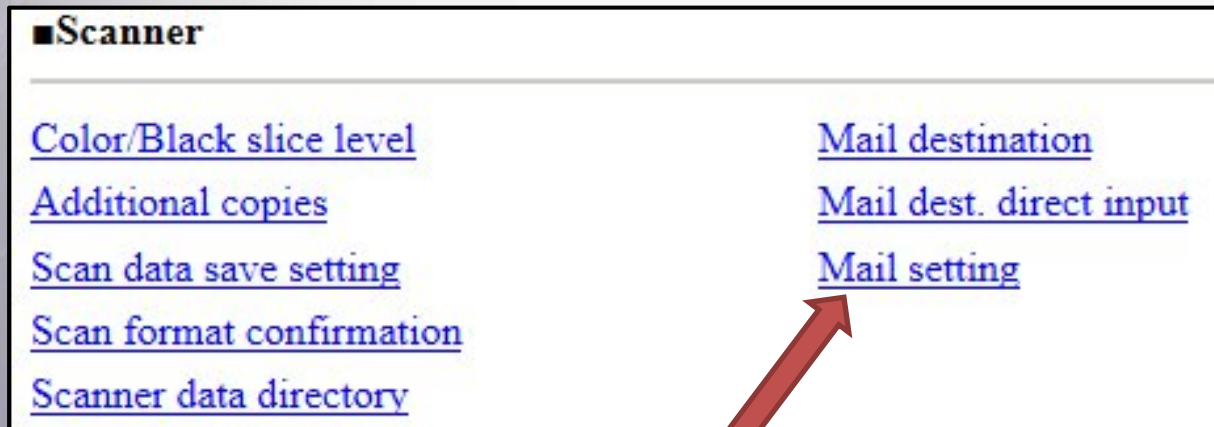 ■Scanner
Color/Black slice level
Additional copies
Scan data save setting
Scan format confirmation
Scanner data directory
Mail destination
Mail dest. direct input
Mail setting